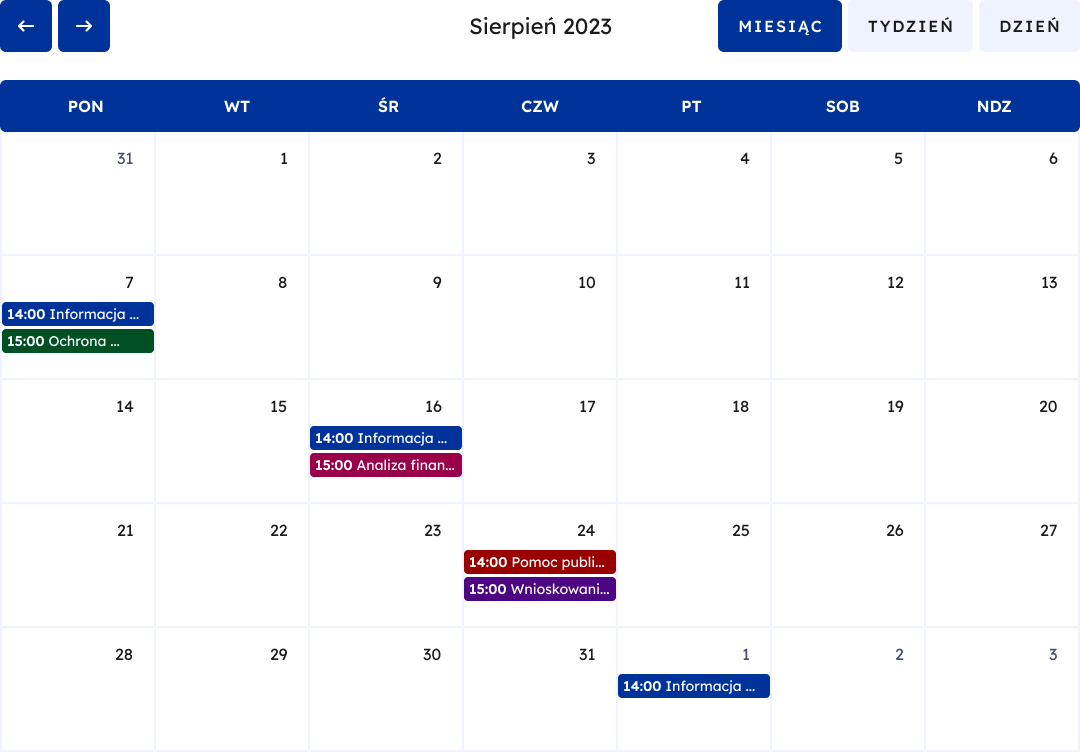 Sierpień 2023
MIESIĄC TYDZIEŃ DZIEŃ
PON WT ŚR CZW PT SOB NDZ
31 1 2 3 4 5 6
7 8 9 10 11 12 13
14:00 Informacja ...
15:00 Ochrona ...
14 15 16 17 18 19 20
14:00 Informacja ...
15:00 Analiza finan...
21 22 23 24 25 26 27
14:00 Pomoc publi...
15:00 Wnioskowani...
28 29 30 31 1 2 3
14:00 Informacja ...